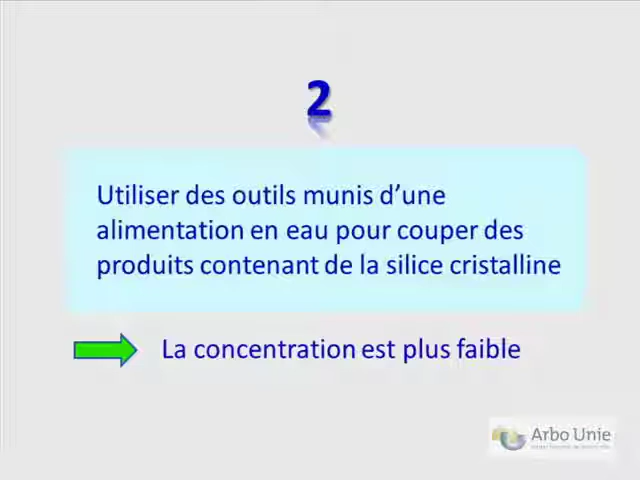 2
Utiliser des outils munis d’une
alimentation en eau pour couper des
produits contenant de la silice cristalline
La concentration est plus faible
Arbo Unie